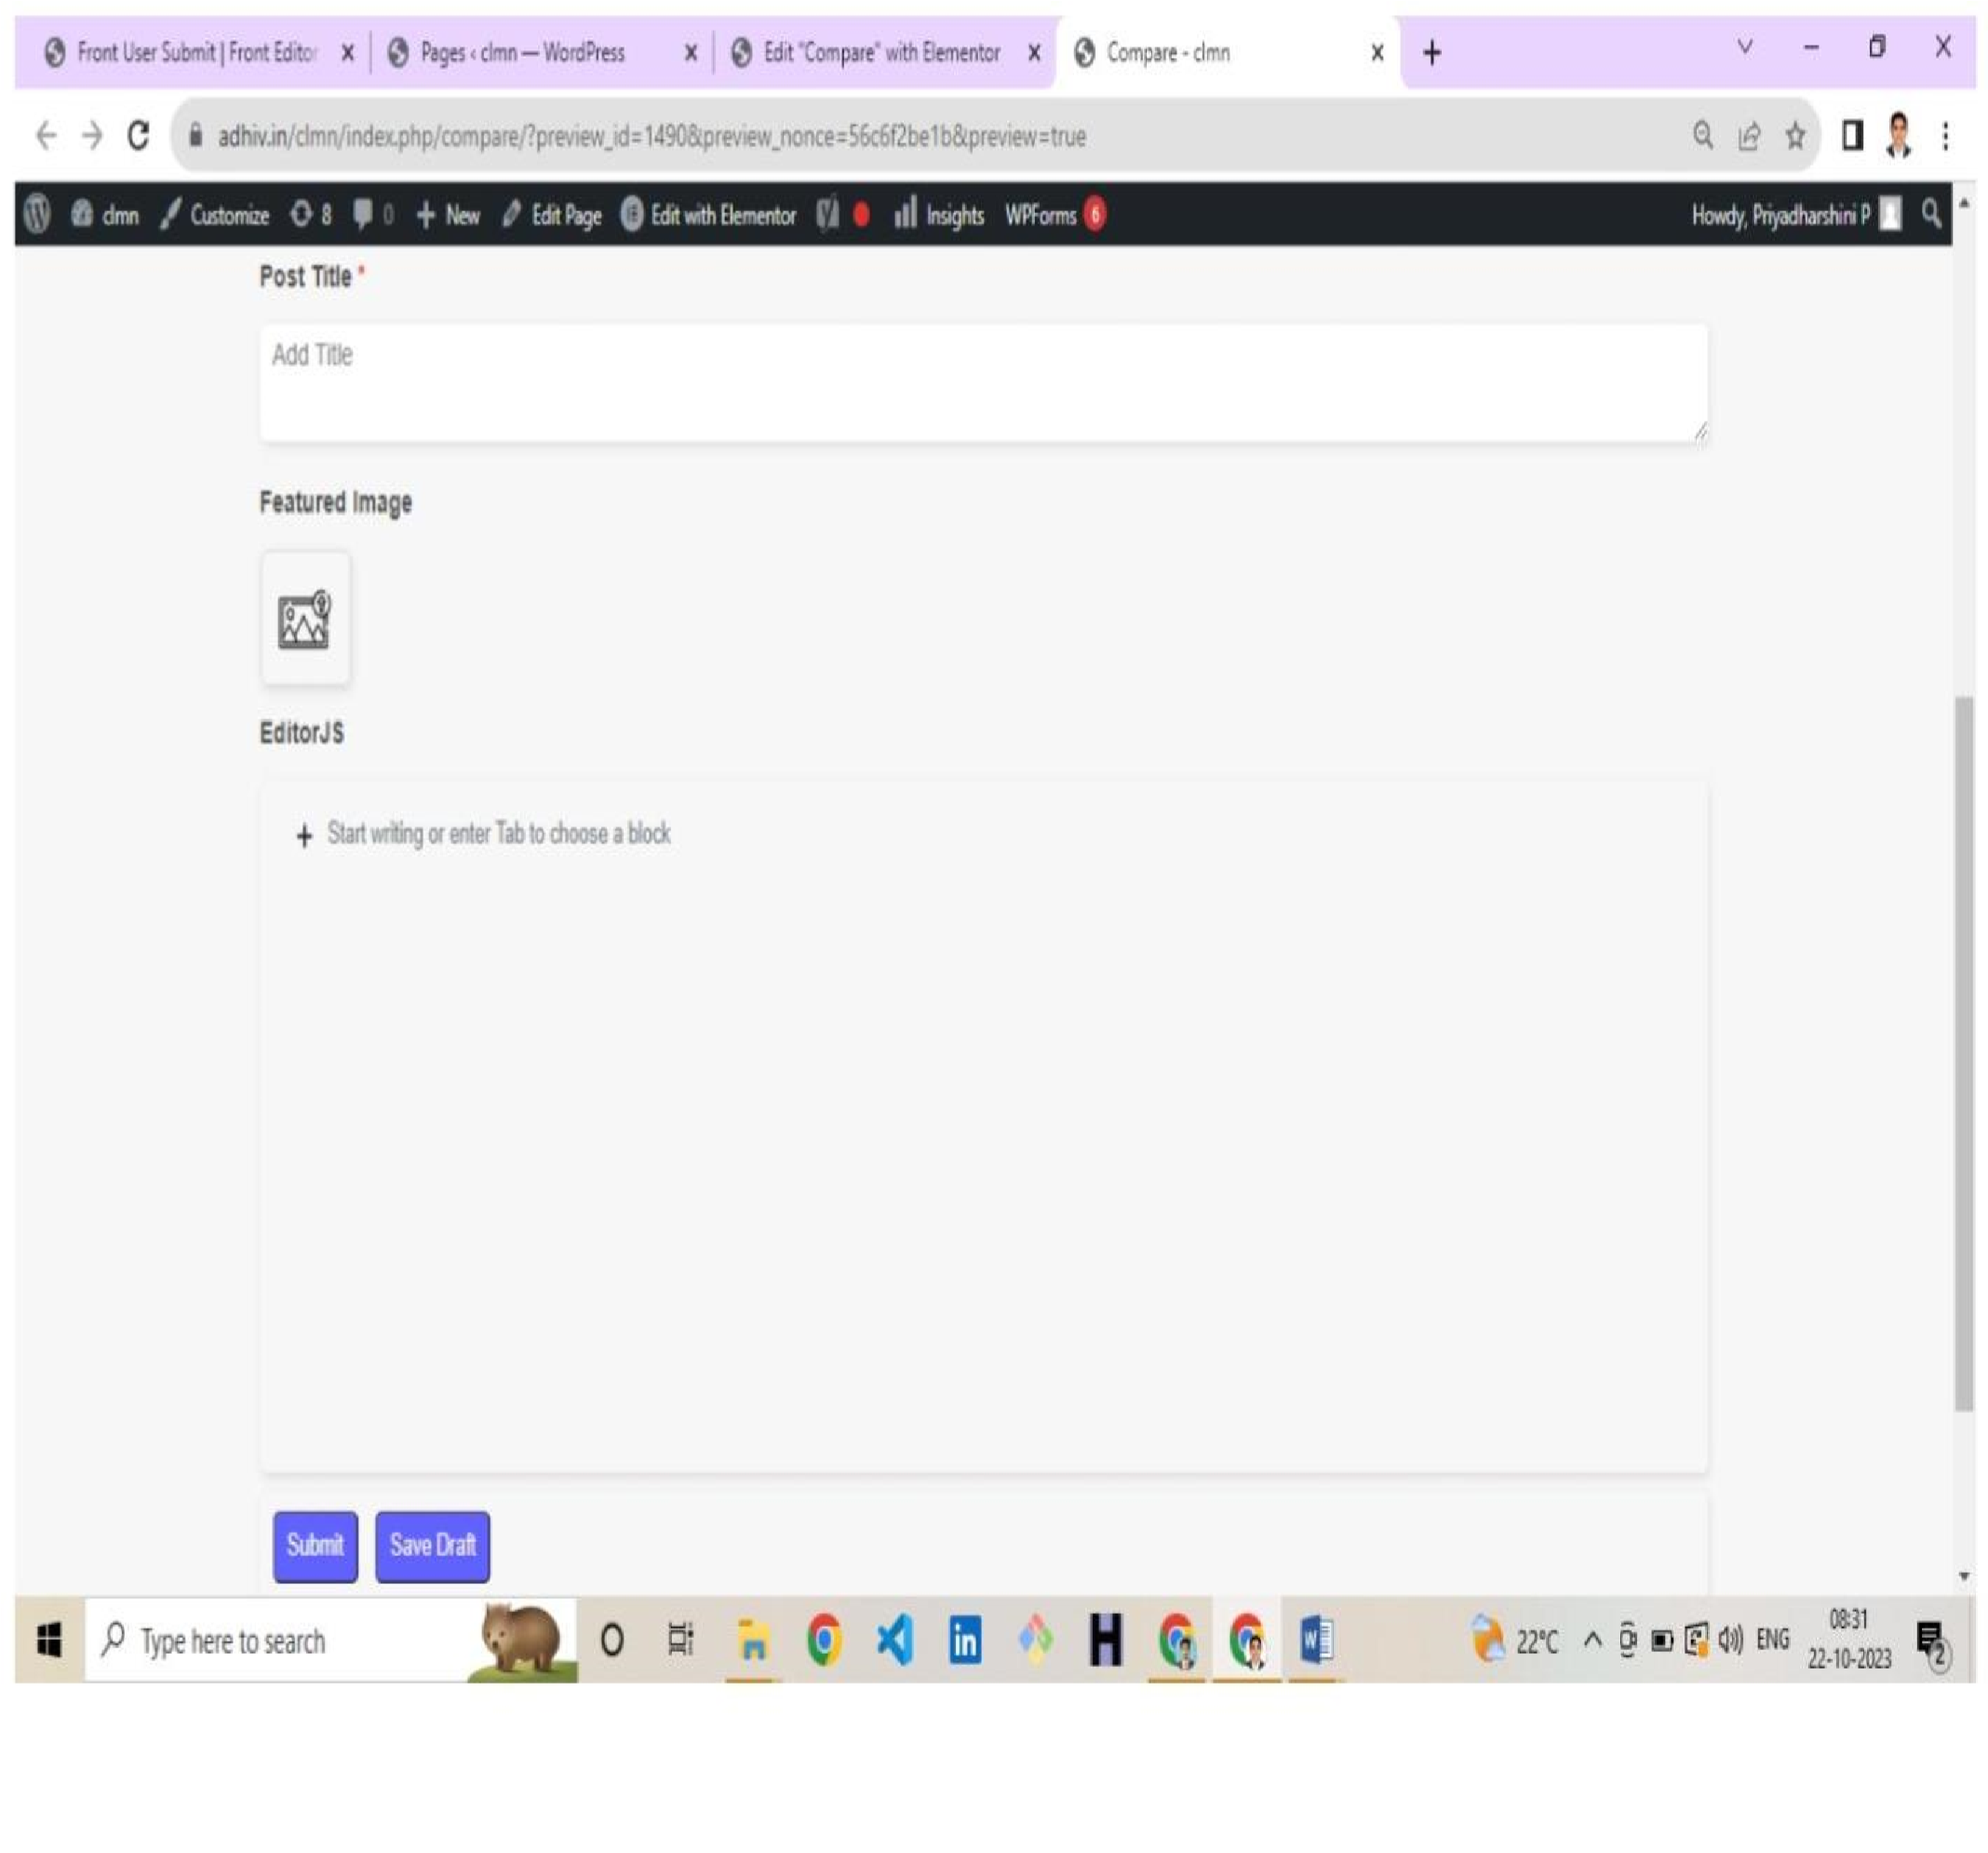 Front User Submit | Front Editor
Pages ‹ clmn — WordPress
Edit "Compare" with Elementor
Compare - clmn
adhiv.in/clmn/index.php/compare/?preview_id=1490&preview_nonce=56c6f2be1b&preview=true
clmn Customize 8 0 New Edit Page Edit with Elementor Insights WPForms 6 Howdy, Priyadharshini P
Post Title *
Add Title
Featured Image
EditorJS
+ Start writing or enter Tab to choose a block
Submit Save Draft
Type here to search
22°C ENG
08:31
22-10-2023
2